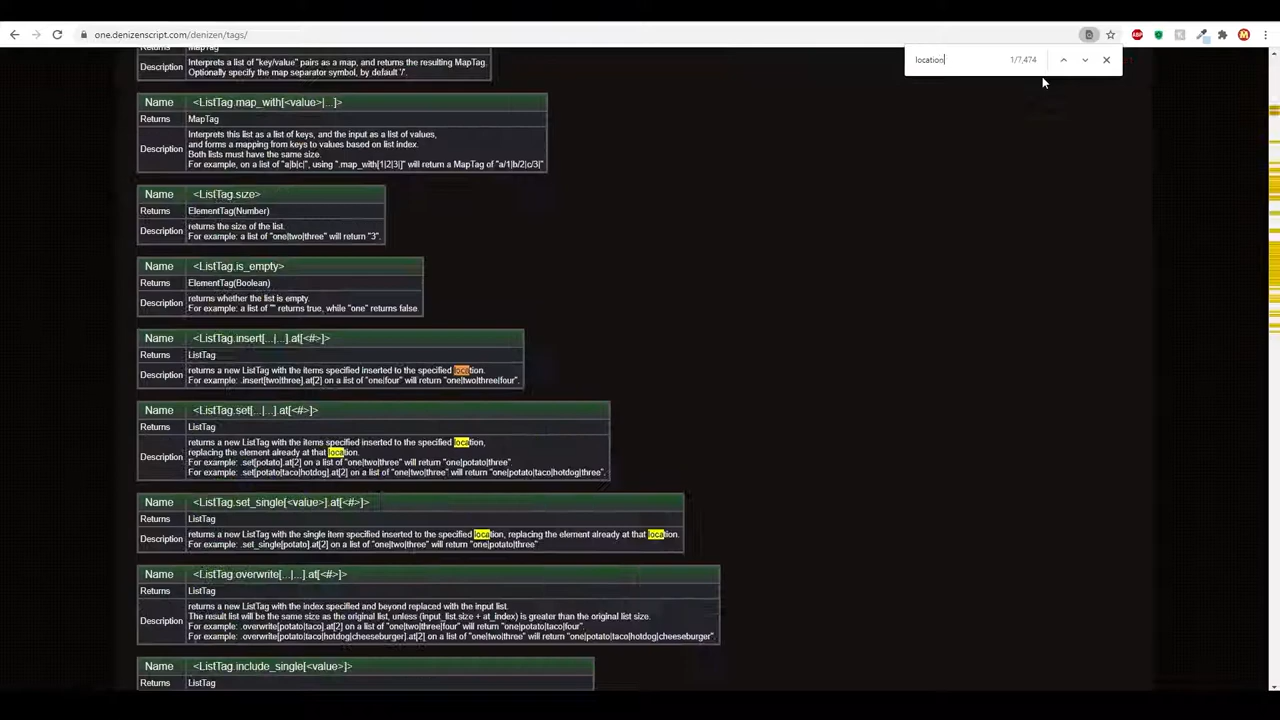 one.denizenscript.com/denizen/tags/
location 1/7,474
Returns MapTag
Description Interprets a list of "key/value" pairs as a map, and returns the resulting MapTag.
Optionally specify the map separator symbol, by default '/'.
Name <ListTag.map_with[<value>|...]>
Returns MapTag
Interprets this list as a list of keys, and the input as a list of values,
and forms a mapping from keys to values based on list index.
Description Both lists must have the same size.
For example, on a list of "a|b|c|", using ".map_with[1|2|3|]" will return a MapTag of "a/1|b/2|c/3|"
Name <ListTag.size>
Returns ElementTag(Number)
Description returns the size of the list.
For example: a list of "one|two|three" will return "3".
Name <ListTag.is_empty>
Returns ElementTag(Boolean)
Description returns whether the list is empty.
For example: a list of "" returns true, while "one" returns false.
Name <ListTag.insert[...|...].at[<#>]>
Returns ListTag
Description returns a new ListTag with the items specified inserted to the specified location.
For example: .insert[two|three].at[2] on a list of "one|four" will return "one|two|three|four".
Name <ListTag.set[...|...].at[<#>]>
Returns ListTag
returns a new ListTag with the items specified inserted to the specified location,
replacing the element already at that location.
Description For example: .set[potato].at[2] on a list of "one|two|three" will return "one|potato|three".
For example: .set[potato|taco|hotdog].at[2] on a list of "one|two|three" will return "one|potato|taco|hotdog|three".
Name <ListTag.set_single[<value>].at[<#>]>
Returns ListTag
Description returns a new ListTag with the single item specified inserted to the specified location, replacing the element already at that location.
For example: .set_single[potato].at[2] on a list of "one|two|three" will return "one|potato|three"
Name <ListTag.overwrite[...|...].at[<#>]>
Returns ListTag
returns a new ListTag with the index specified and beyond replaced with the input list.
The result list will be the same size as the original list, unless (input_list.size + at_index) is greater than the original list size.
Description For example: .overwrite[potato|taco].at[2] on a list of "one|two|three|four" will return "one|potato|taco|four".
For example: .overwrite[potato|taco|hotdog|cheeseburger].at[2] on a list of "one|two|three" will return "one|potato|taco|hotdog|cheeseburger".
Name <ListTag.include_single[<value>]>
Returns ListTag